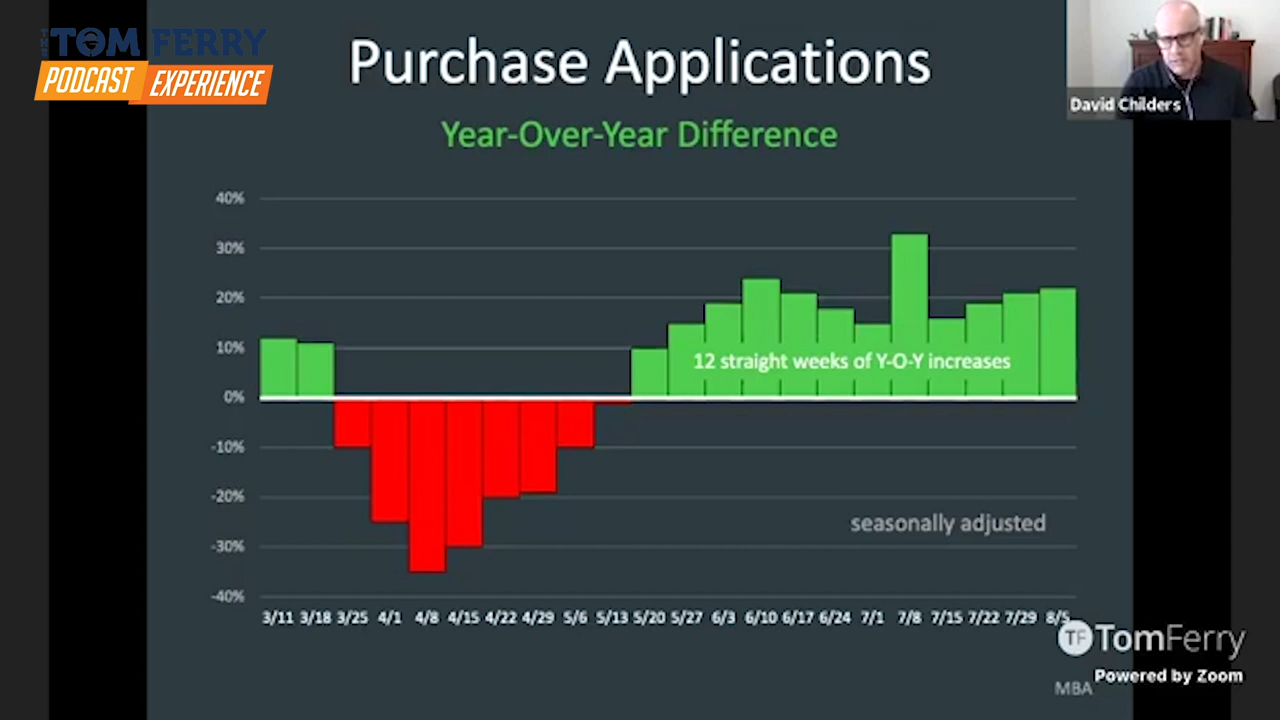 THE TOM FERRY
PODCAST EXPERIENCE
Purchase Applications
Year-Over-Year Difference
David Childers
40%
30%
20%
10%
0%
-10%
-20%
-30%
-40%
12 straight weeks of Y-O-Y increases
seasonally adjusted
3/11 3/18 3/25 4/1 4/8 4/15 4/22 4/29 5/6 5/13 5/20 5/27 6/3 6/10 6/17 6/24 7/1 7/8 7/15 7/22 7/29 8/5
TF TomFerry
Powered by Zoom
MBA